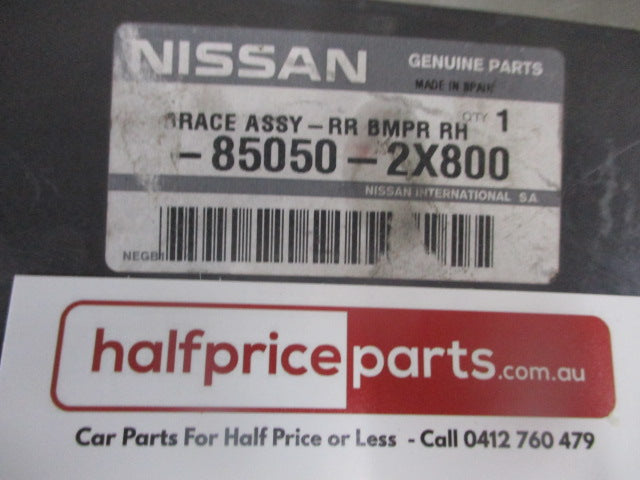 NISSAN GENUINE PARTS
MADE IN SPAIN
QTY 1
BRACE ASSY-RR BMPR RH
-85050-2X800
NISSAN INTERNATIONAL SA
NEGB1
halfpriceparts.com.au
Car Parts For Half Price or Less - Call 0412 760 479